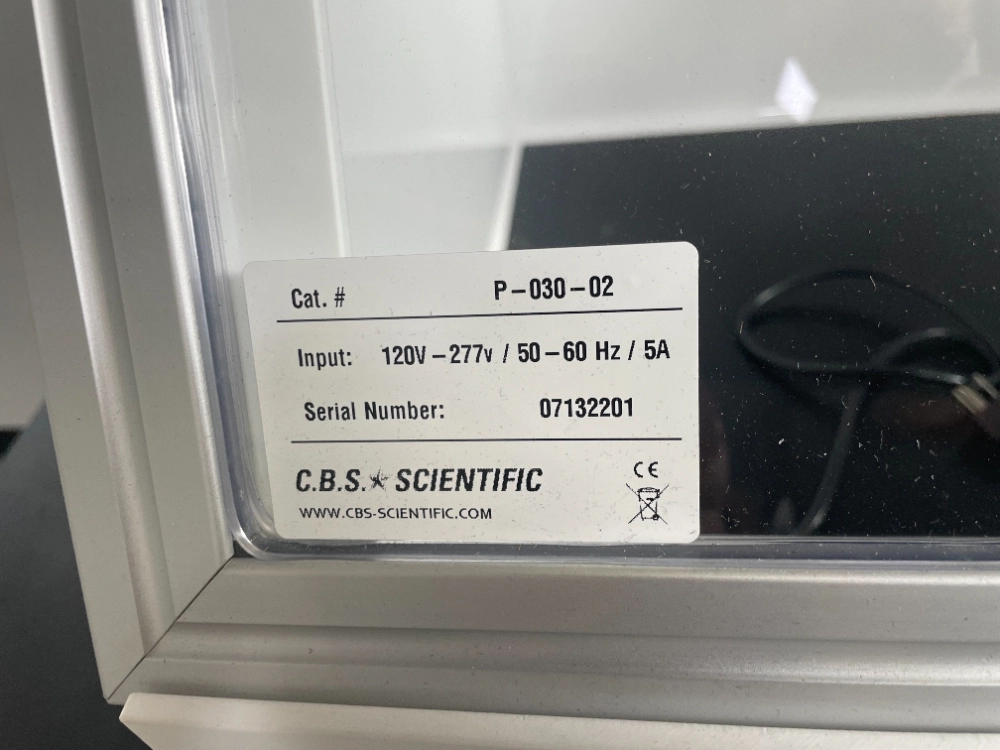 Cat. # P-030-02
Input: 120V-277v / 50-60 Hz / 5A
Serial Number: 07132201
C.B.S.★ SCIENTIFIC
CE
WWW.CBS-SCIENTIFIC.COM